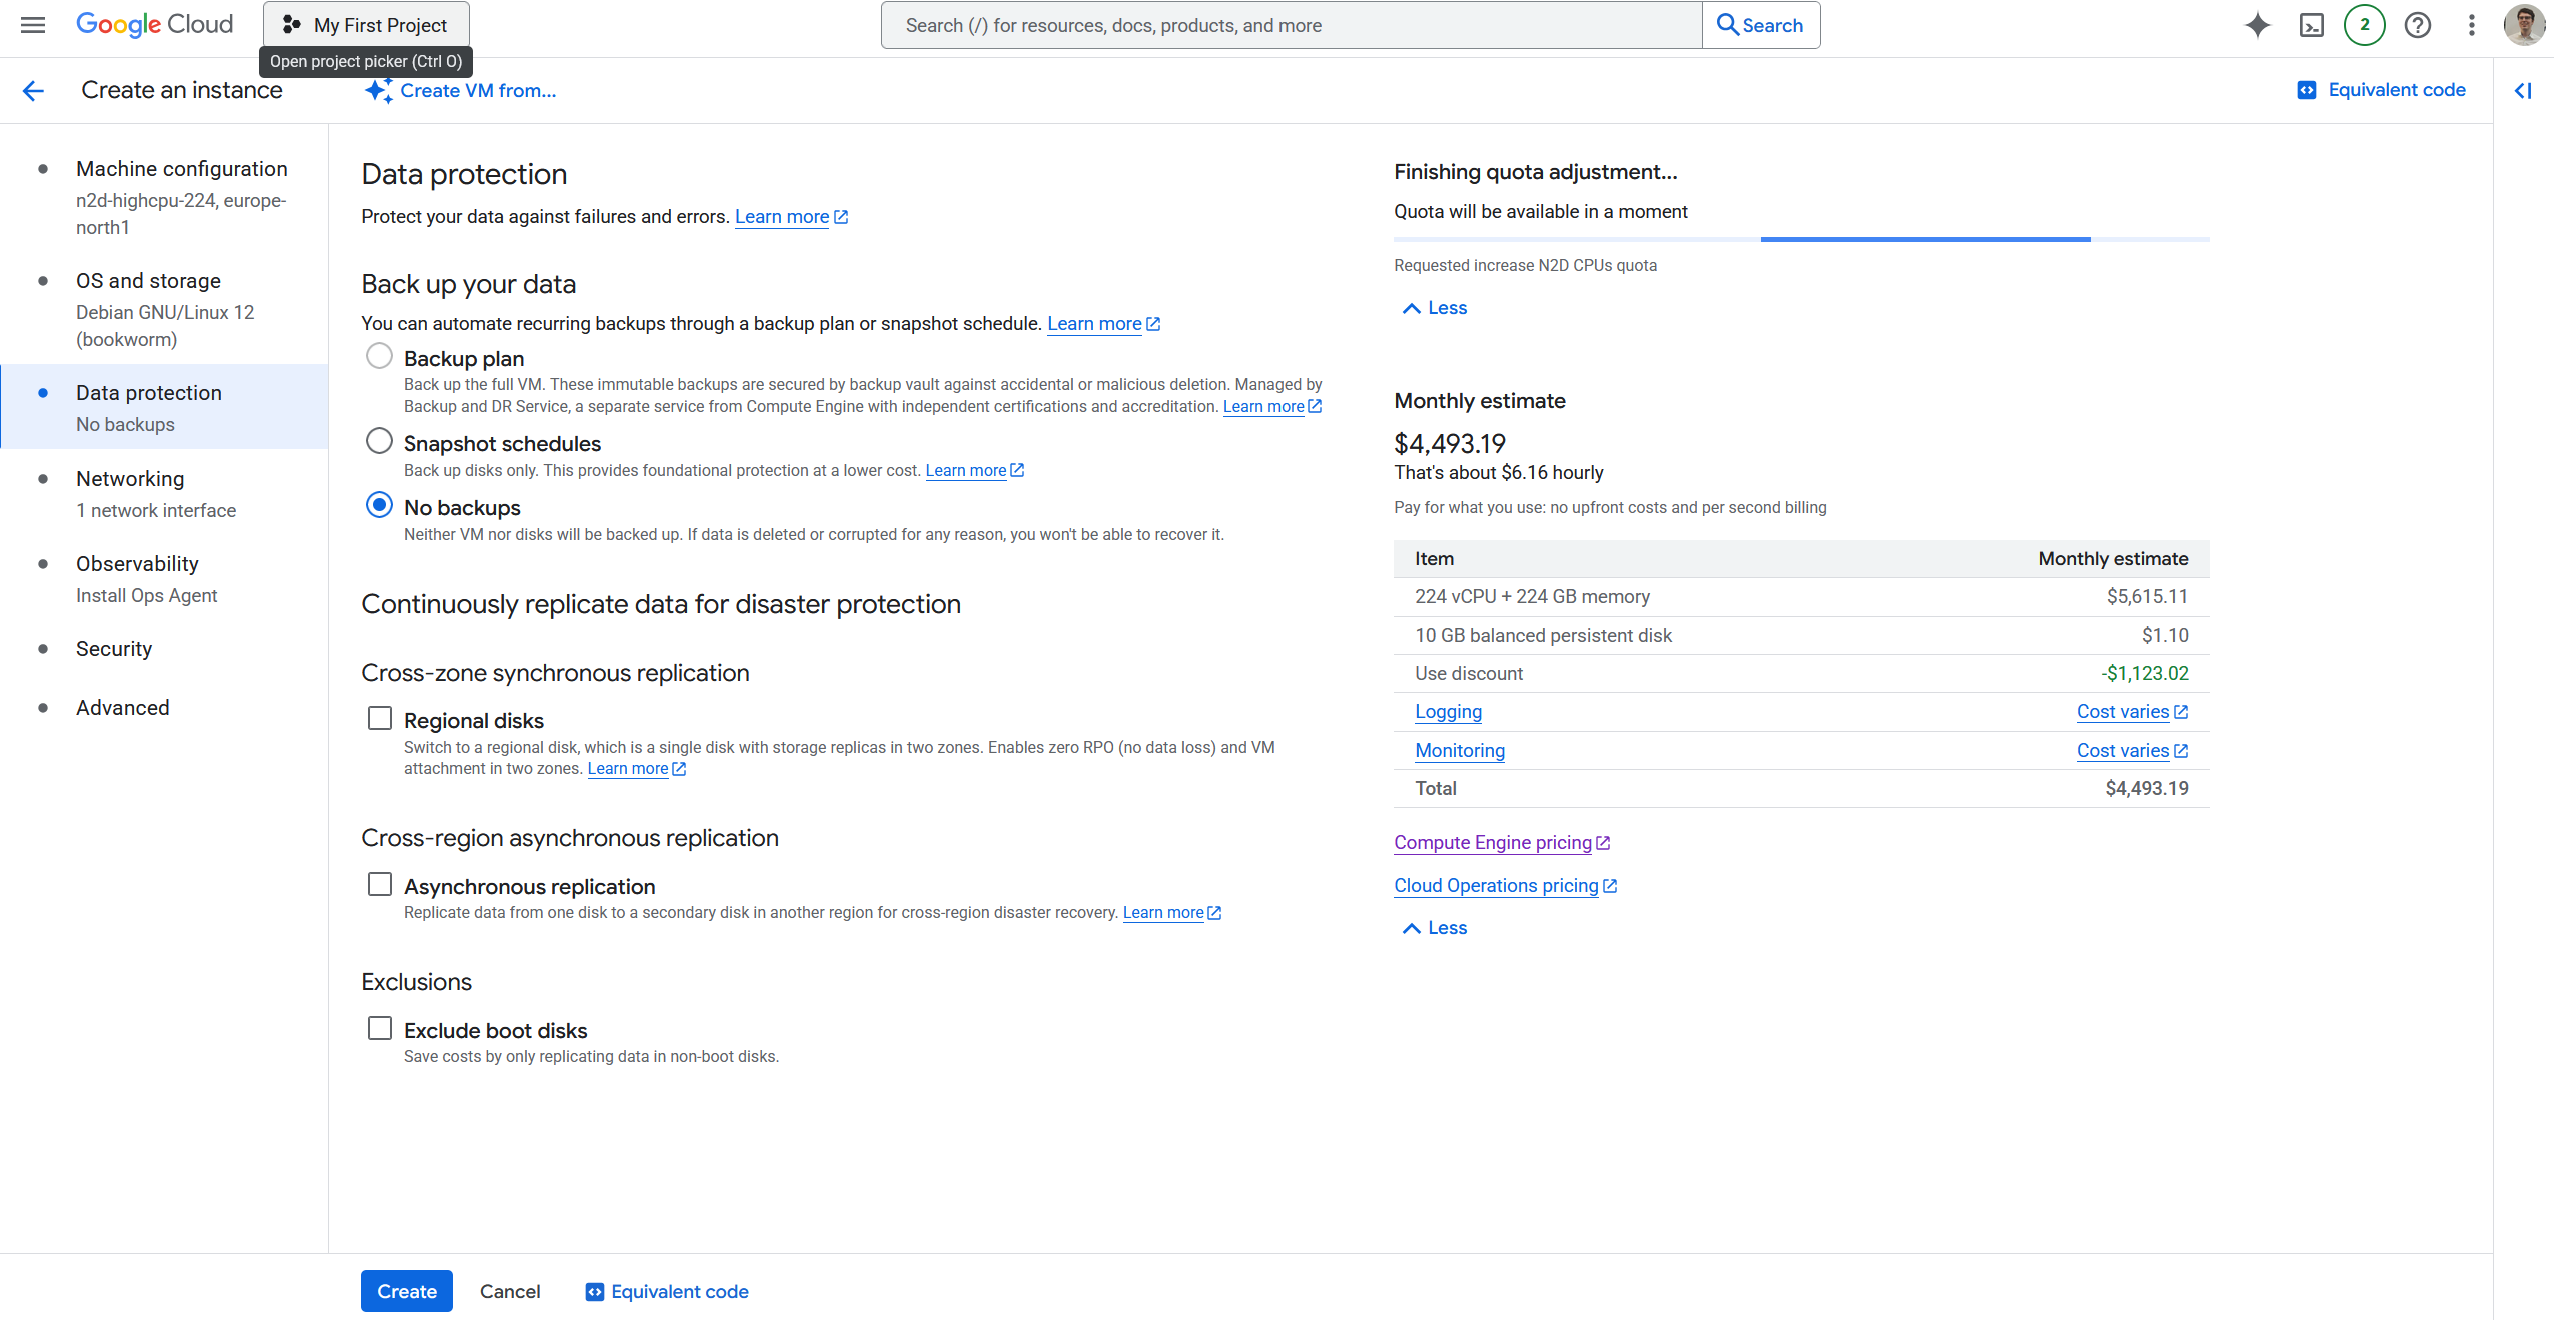 Google Cloud
My First Project
Search (/) for resources, docs, products, and more
Search
2
Open project picker (Ctrl O)
Create an instance
Create VM from...
Equivalent code
Machine configuration
n2d-highcpu-224, europe-
north1
OS and storage
Debian GNU/Linux 12
(bookworm)
Data protection
No backups
Networking
1 network interface
Observability
Install Ops Agent
Security
Advanced
Data protection
Protect your data against failures and errors. Learn more
Back up your data
You can automate recurring backups through a backup plan or snapshot schedule. Learn more
Backup plan
Back up the full VM. These immutable backups are secured by backup vault against accidental or malicious deletion. Managed by
Backup and DR Service, a separate service from Compute Engine with independent certifications and accreditation. Learn more
Snapshot schedules
Back up disks only. This provides foundational protection at a lower cost. Learn more
No backups
Neither VM nor disks will be backed up. If data is deleted or corrupted for any reason, you won't be able to recover it.
Continuously replicate data for disaster protection
Cross-zone synchronous replication
Regional disks
Switch to a regional disk, which is a single disk with storage replicas in two zones. Enables zero RPO (no data loss) and VM
attachment in two zones. Learn more
Cross-region asynchronous replication
Asynchronous replication
Replicate data from one disk to a secondary disk in another region for cross-region disaster recovery. Learn more
Exclusions
Exclude boot disks
Save costs by only replicating data in non-boot disks.
Finishing quota adjustment...
Quota will be available in a moment
Requested increase N2D CPUs quota
Less
Monthly estimate
$4,493.19
That's about $6.16 hourly
Pay for what you use: no upfront costs and per second billing
Item Monthly estimate
224 vCPU + 224 GB memory $5,615.11
10 GB balanced persistent disk $1.10
Use discount -$1,123.02
Logging Cost varies
Monitoring Cost varies
Total $4,493.19
Compute Engine pricing
Cloud Operations pricing
Less
Create Cancel Equivalent code